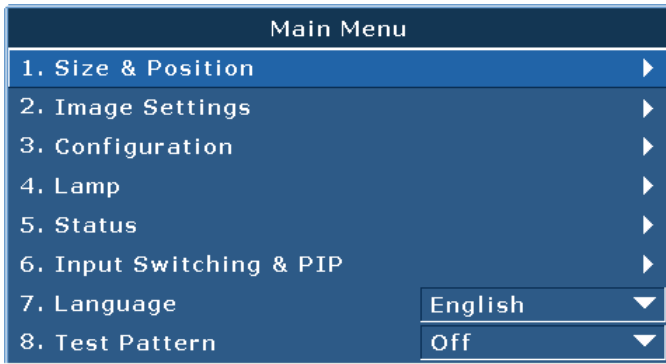 Main Menu
1. Size & Position
2. Image Settings
3. Configuration
4. Lamp
5. Status
6. Input Switching & PIP
7. Language English
8. Test Pattern Off